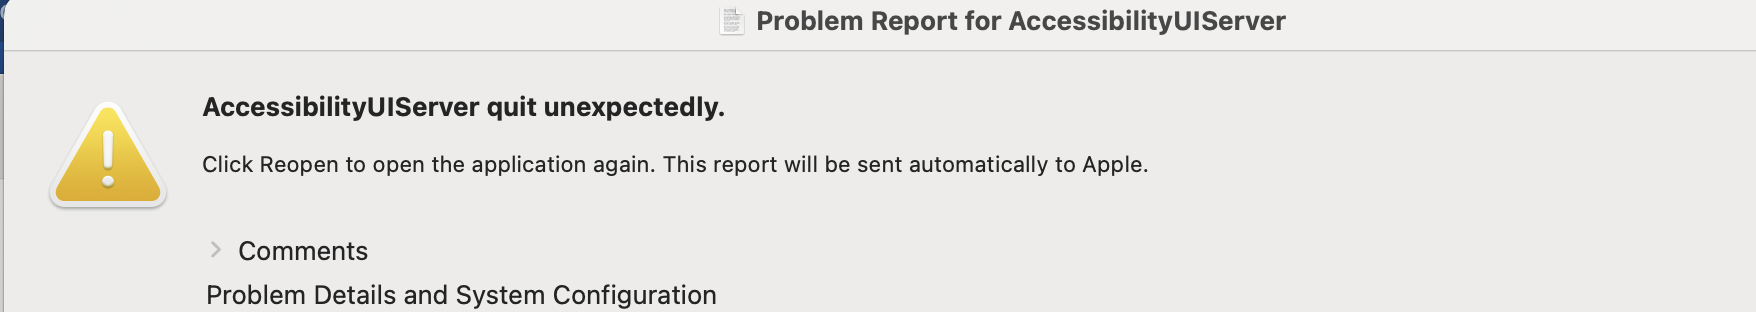 Problem Report for AccessibilityUIServer
AccessibilityUIServer quit unexpectedly.
Click Reopen to open the application again. This report will be sent automatically to Apple.
Comments
Problem Details and System Configuration